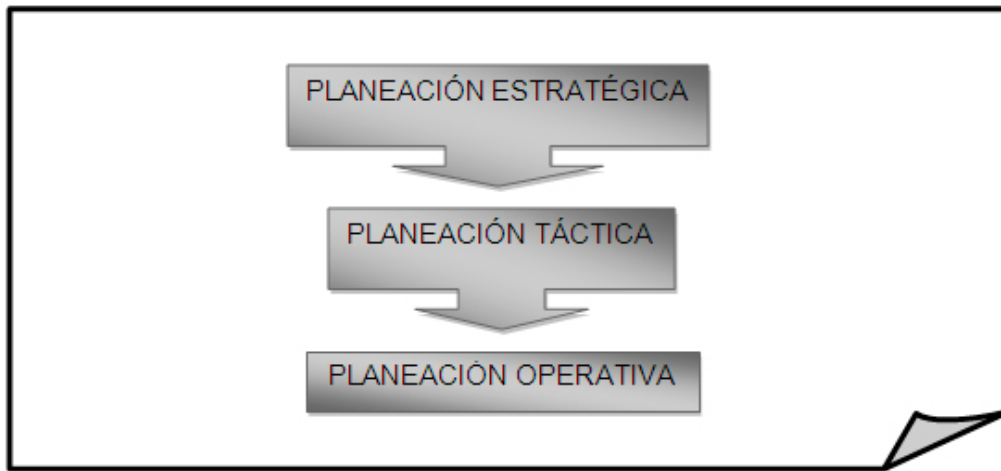 PLANEACIÓN ESTRATÉGICA
PLANEACIÓN TÁCTICA
PLANEACIÓN OPERATIVA